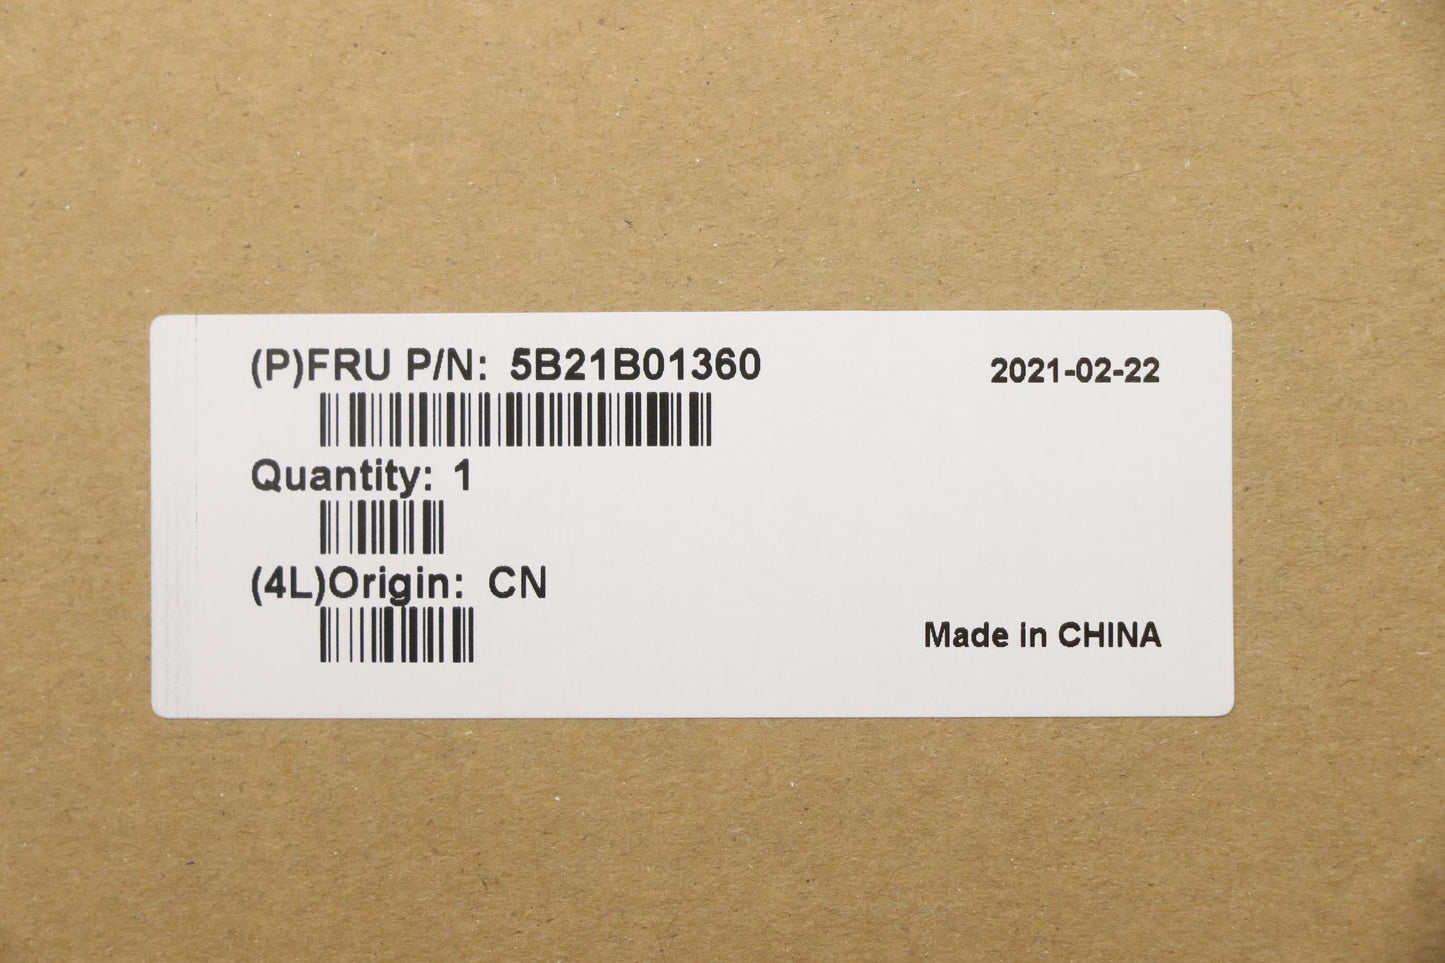 (P)FRU P/N: 5B21B01360
2021-02-22
Quantity: 1
(4L)Origin: CN
Made in CHINA